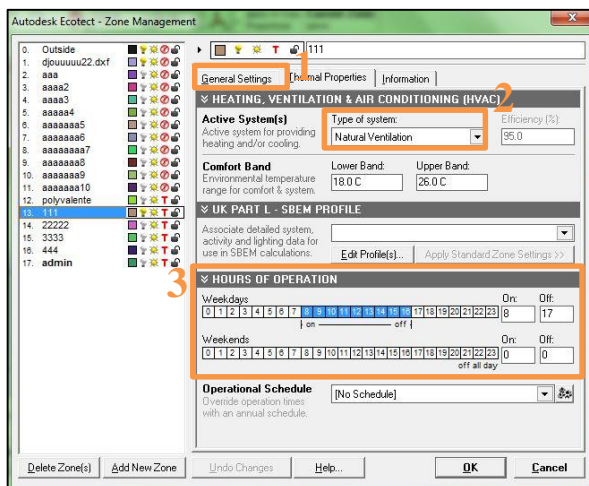 Autodesk Ecotect - Zone Management
0. Outside
1. djouuuuu22.dxf
2. aaa
3. aaaa2
4. aaaa3
5. aaaaa4
6. aaaaaaa5
7. aaaaaaa6
8. aaaaaaaa7
9. aaaaaaa8
10. aaaaaaa9
11. aaaaaaa10
12. polyvalente
13. 111
14. 22222
15. 3333
16. 444
17. admin
T 111
1
General Settings Thermal Properties Information
HEATING, VENTILATION & AIR CONDITIONING (HVAC)
2
Active System(s) Type of system: Efficiency (%):
Active system for providing
heating and/or cooling.
Natural Ventilation 95.0
Comfort Band Lower Band: Upper Band:
Environmental temperature
range for comfort & system.
18.0 C 26.0 C
UK PART L - SBEM PROFILE
Associate detailed system,
activity and lighting data for
use in SBEM calculations.
Edit Profile(s)... Apply Standard Zone Settings >>
3
HOURS OF OPERATION
Weekdays On: Off:
0 1 2 3 4 5 6 7 8 9 10 11 12 13 14 15 16 17 18 19 20 21 22 23 8 17
on off
Weekends On: Off:
0 1 2 3 4 5 6 7 8 9 10 11 12 13 14 15 16 17 18 19 20 21 22 23 0 0
off all day
Operational Schedule [No Schedule]
Override operation times
with an annual schedule.
Delete Zone(s) Add New Zone Undo Changes Help... OK Cancel